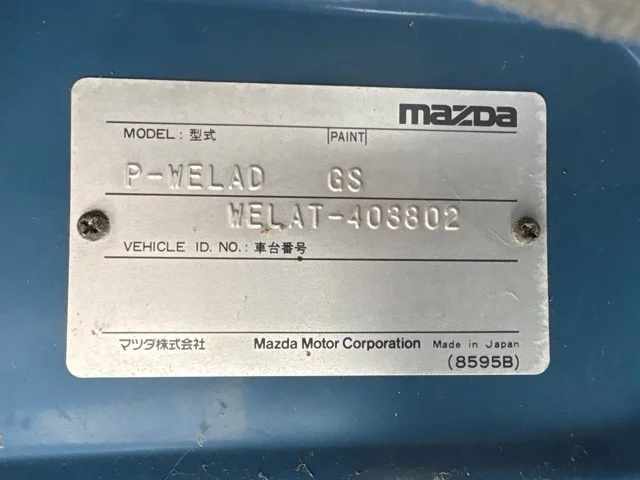 mazda
MODEL: 型式 PAINT
P-WELAD GS
WELAT-403802
VEHICLE ID. NO.: 車台番号
マツダ株式会社 Mazda Motor Corporation Made in Japan
(8595B)